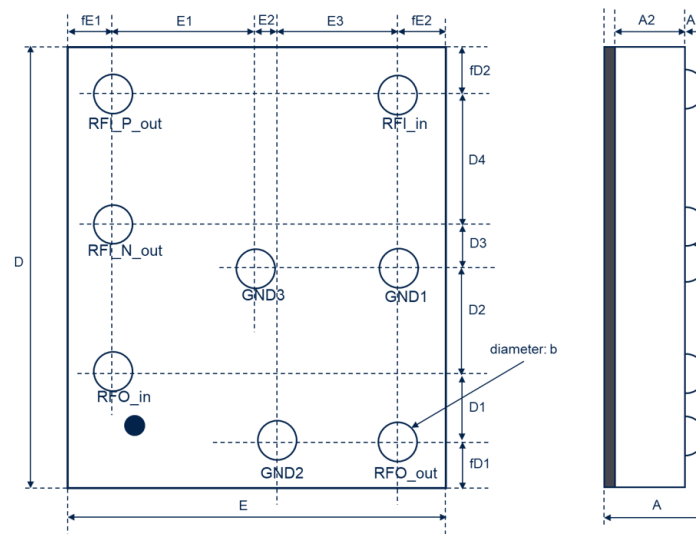 fE1 E1 E2 E3 fE2 A2 A
fD2
RFI_P_out RFI_in
D4
RFI_N_out D3
D
GND3 GND1
D2
diameter: b
RFO_in
D1
GND2 RFO_out fD1
E A